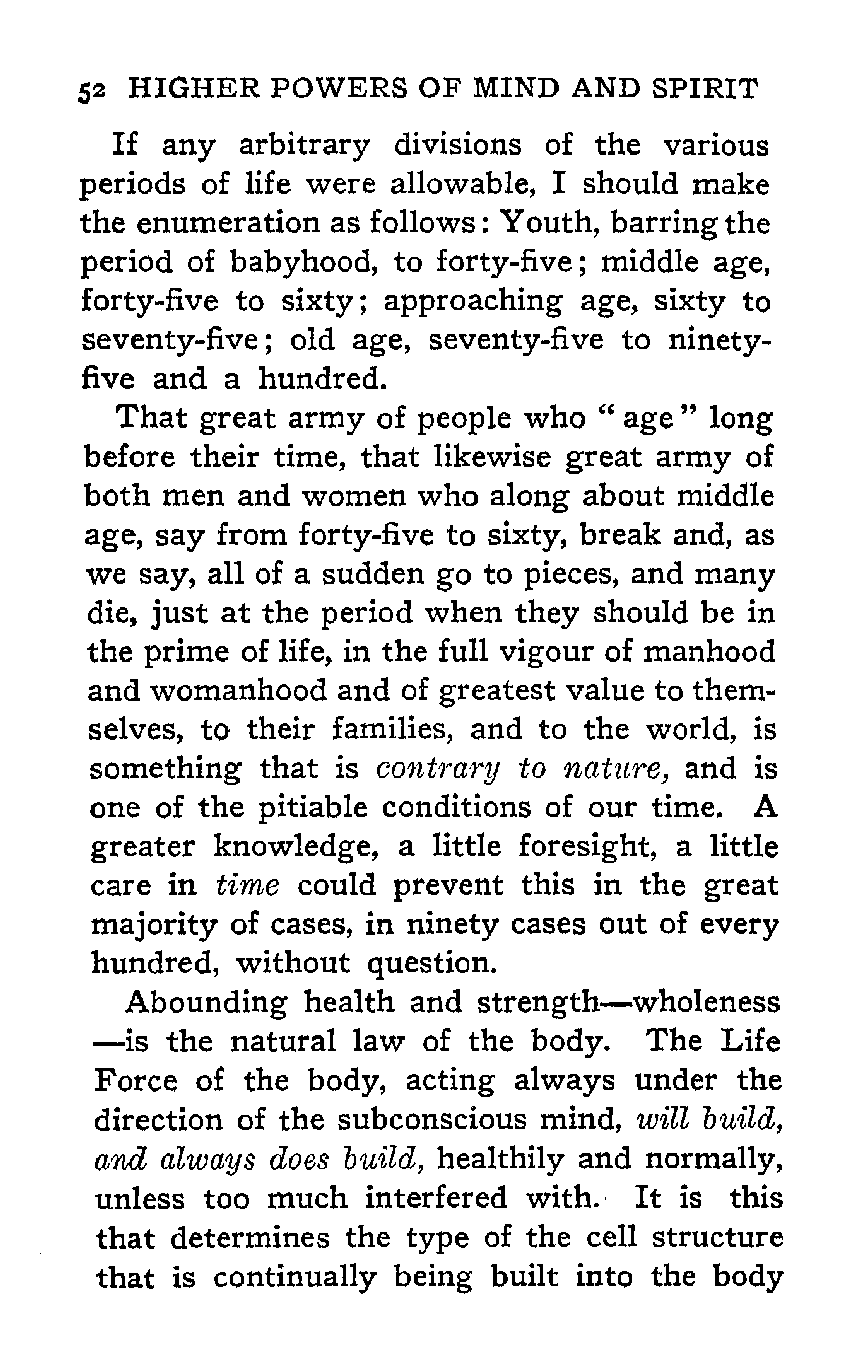 52 HIGHER POWERS OF MIND AND SPIRIT
If any arbitrary divisions of the various
periods of life were allowable, I should make
the enumeration as follows: Youth, barring the
period of babyhood, to forty-five; middle age,
forty-five to sixty; approaching age, sixty to
seventy-five; old age, seventy-five to ninety-
five and a hundred.
That great army of people who “age” long
before their time, that likewise great army of
both men and women who along about middle
age, say from forty-five to sixty, break and, as
we say, all of a sudden go to pieces, and many
die, just at the period when they should be in
the prime of life, in the full vigour of manhood
and womanhood and of greatest value to them-
selves, to their families, and to the world, is
something that is contrary to nature, and is
one of the pitiable conditions of our time. A
greater knowledge, a little foresight, a little
care in time could prevent this in the great
majority of cases, in ninety cases out of every
hundred, without question.
Abounding health and strength—wholeness
—is the natural law of the body. The Life
Force of the body, acting always under the
direction of the subconscious mind, will build,
and always does build, healthily and normally,
unless too much interfered with. It is this
that determines the type of the cell structure
that is continually being built into the body